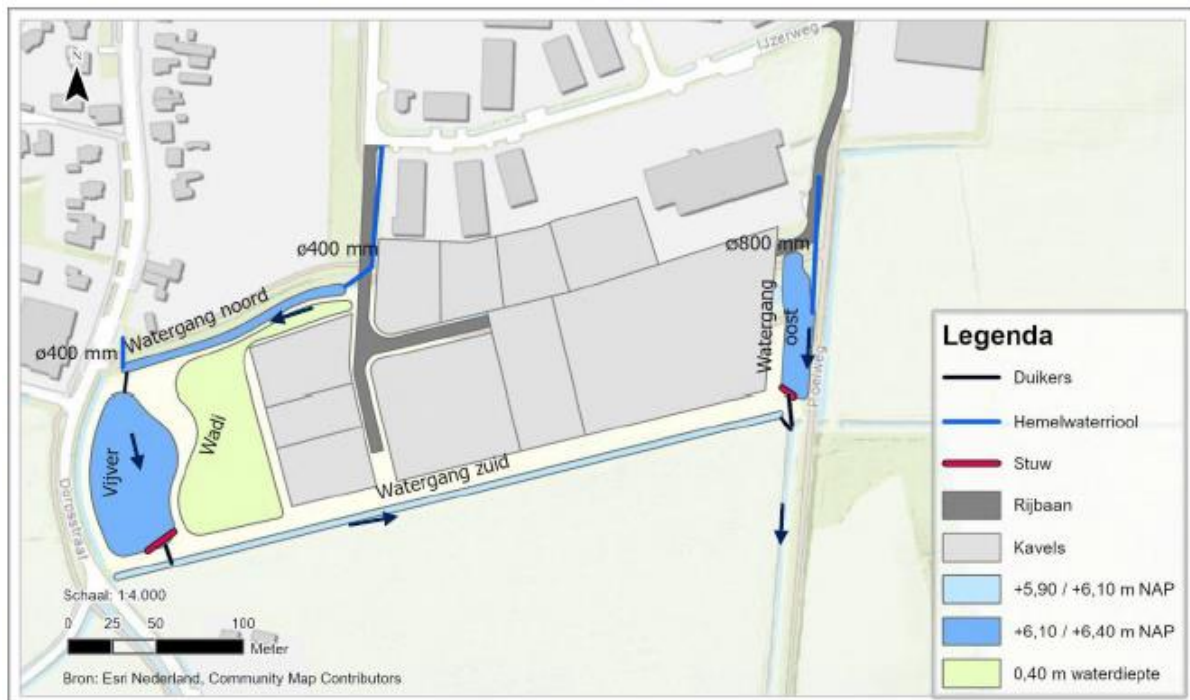 IJzerweg
N
ø400 mm
ø800 mm
Watergang noord
Watergang
oost
ø400 mm
Wadi
Vijver
Watergang zuid
Dorosstraat
Ploeiweg
Schaal: 1:4.000
0 25 50 100
Meter
Bron: Esri Nederland, Community Map Contributors
Legenda
Duikers
Hemelwaterriool
Stuw
Rijbaan
Kavels
+5,90 / +6,10 m NAP
+6,10 / +6,40 m NAP
0,40 m waterdiepte